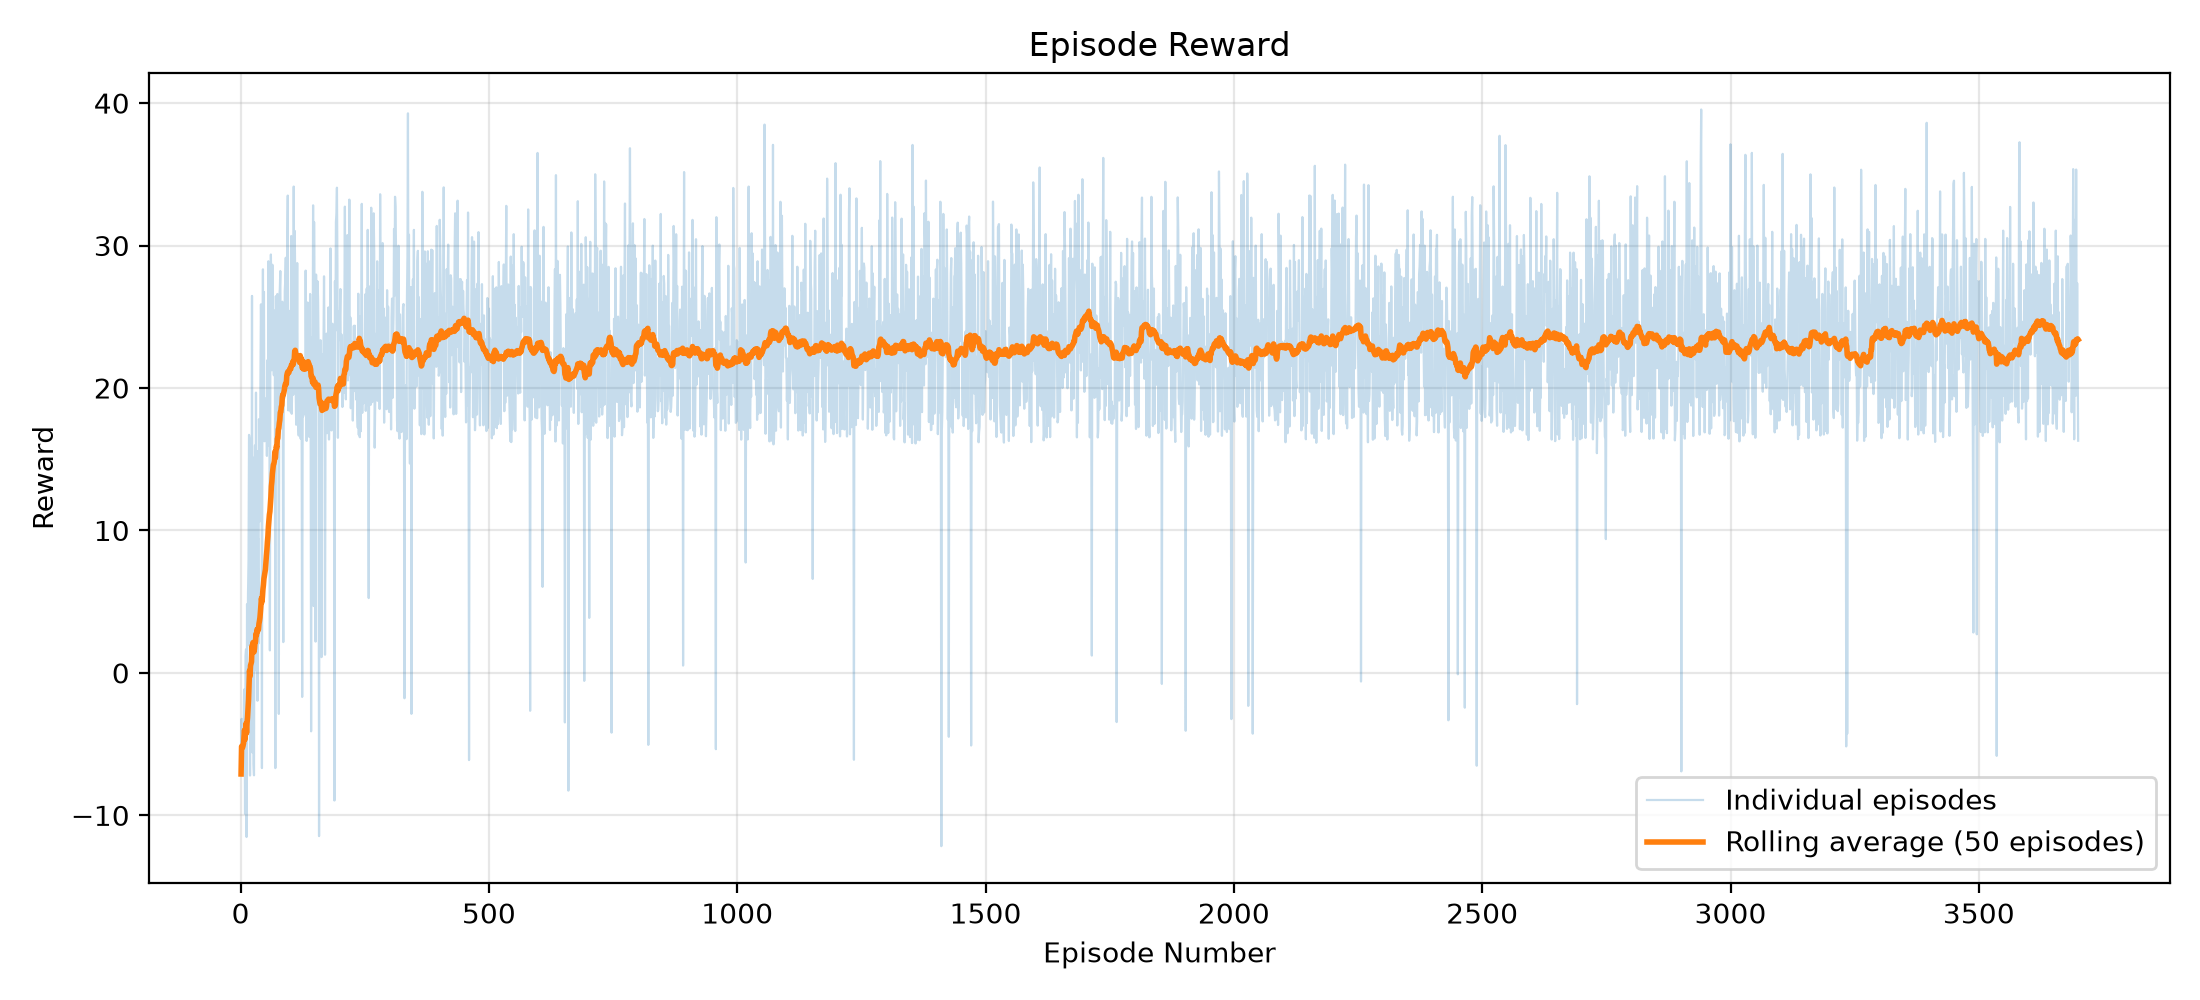 Episode Reward
Reward
40
30
20
10
0
−10
0 500 1000 1500 2000 2500 3000 3500
Episode Number
Individual episodes
Rolling average (50 episodes)